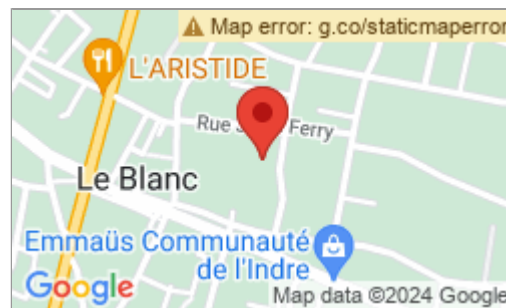 Map error: g.co/staticmaperror
L'ARISTIDE
Rue Ferry
Le Blanc
Emmaüs Communauté
de l'Indre
Google
Map data ©2024 Google